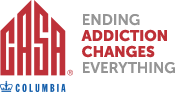 CASA®
COLUMBIA
ENDING
ADDICTION
CHANGES
EVERYTHING